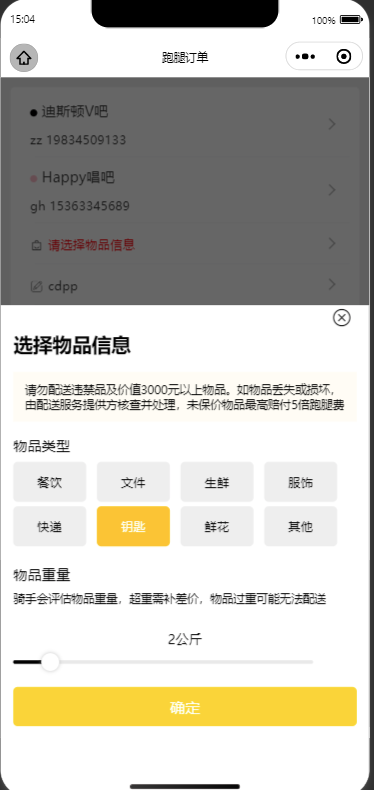 15:04
100%
跑腿订单
迪斯顿V吧
zz 19834509133
Happy唱吧
gh 15363345689
请选择物品信息
cdpp
选择物品信息
请勿配送违禁品及价值3000元以上物品。如物品丢失或损坏，
由配送服务提供方核查并处理，未保价物品最高赔付5倍跑腿费
物品类型
餐饮 文件 生鲜 服饰
快递 钥匙 鲜花 其他
物品重量
骑手会评估物品重量，超重需补差价，物品过重可能无法配送
2公斤
确定